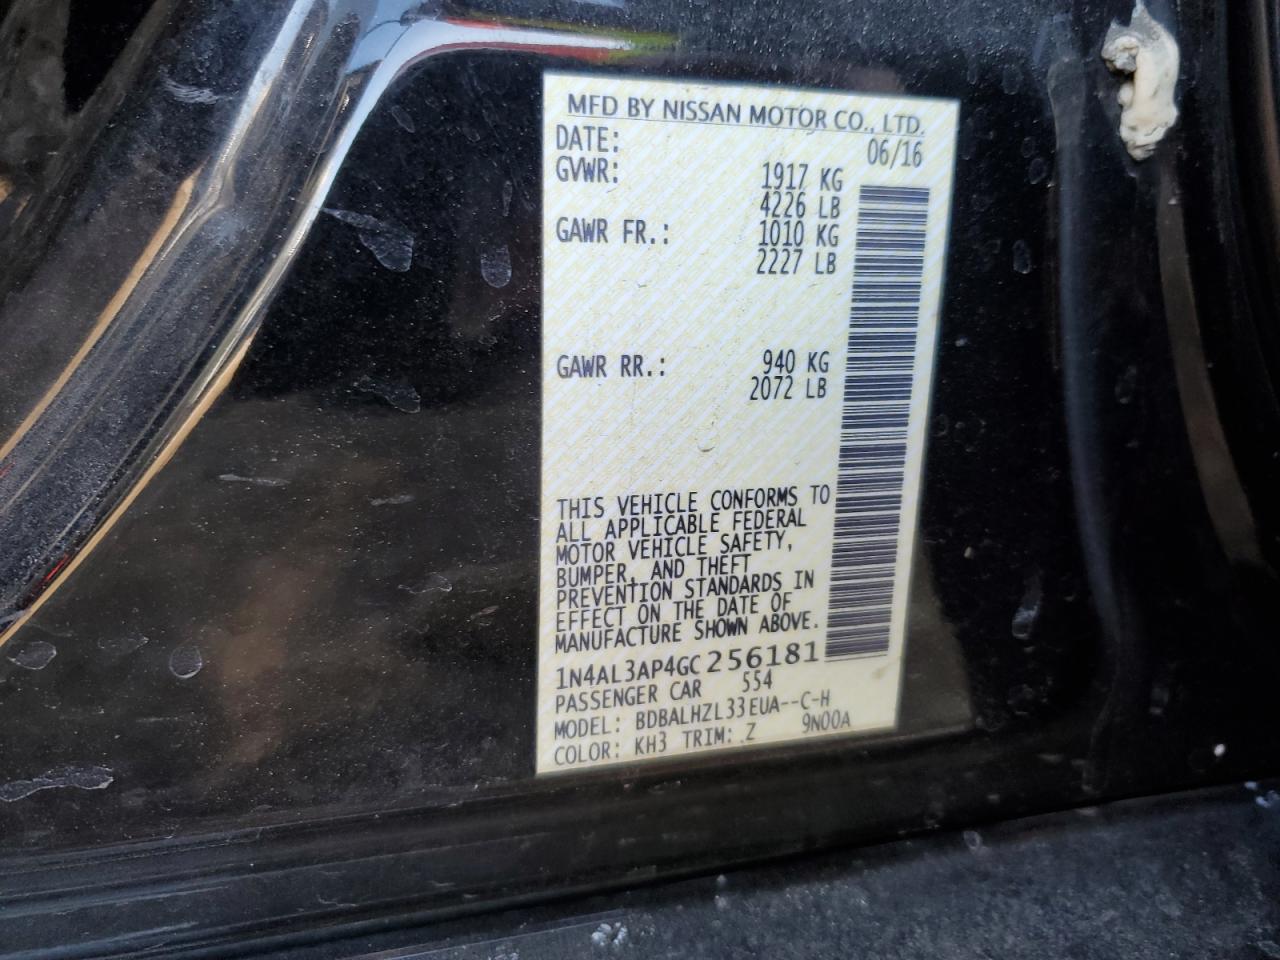 MFD BY NISSAN MOTOR CO., LTD.
DATE: 06/16
GVWR: 1917 KG
4226 LB
GAWR FR.: 1010 KG
2227 LB
GAWR RR.: 940 KG
2072 LB
THIS VEHICLE CONFORMS TO
ALL APPLICABLE FEDERAL
MOTOR VEHICLE SAFETY,
BUMPER, AND THEFT
PREVENTION STANDARDS IN
EFFECT ON THE DATE OF
MANUFACTURE SHOWN ABOVE.
1N4AL3AP4GC256181
PASSENGER CAR 554
MODEL: BDBALHZL33EUA--C-H
COLOR: KH3 TRIM: Z 9N00A